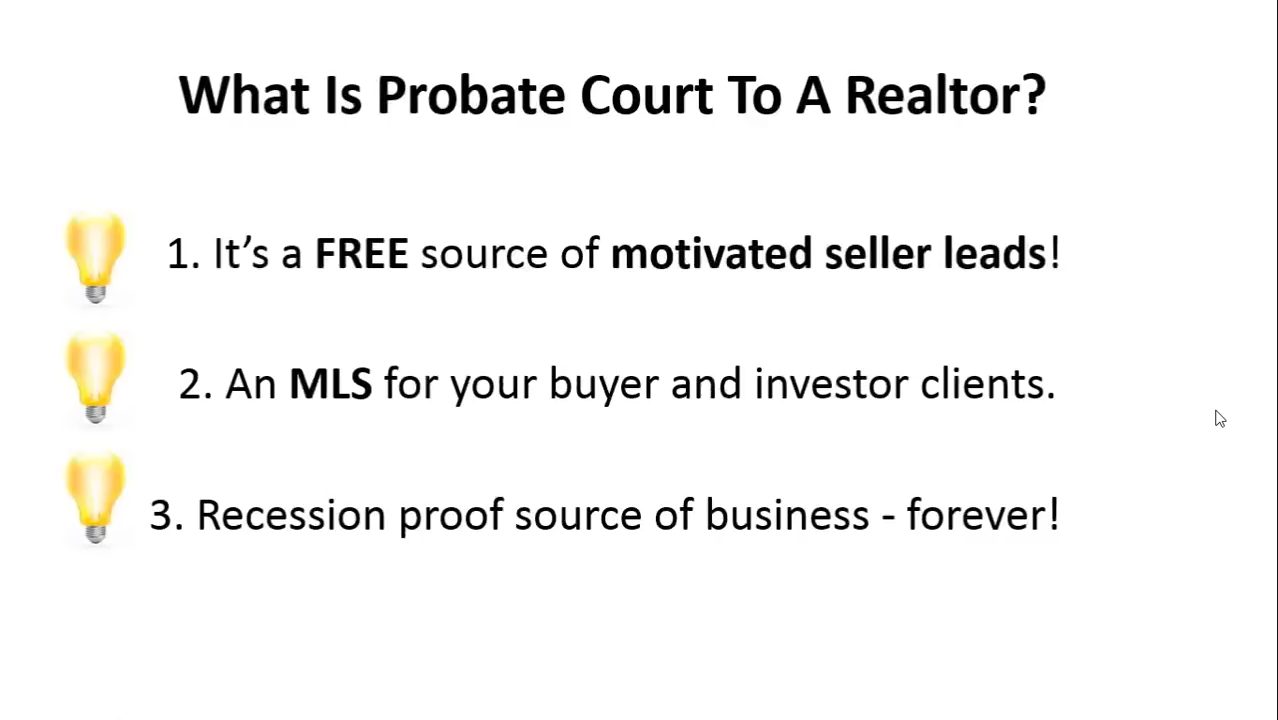 What Is Probate Court To A Realtor?
1. It’s a FREE source of motivated seller leads!
2. An MLS for your buyer and investor clients.
3. Recession proof source of business - forever!